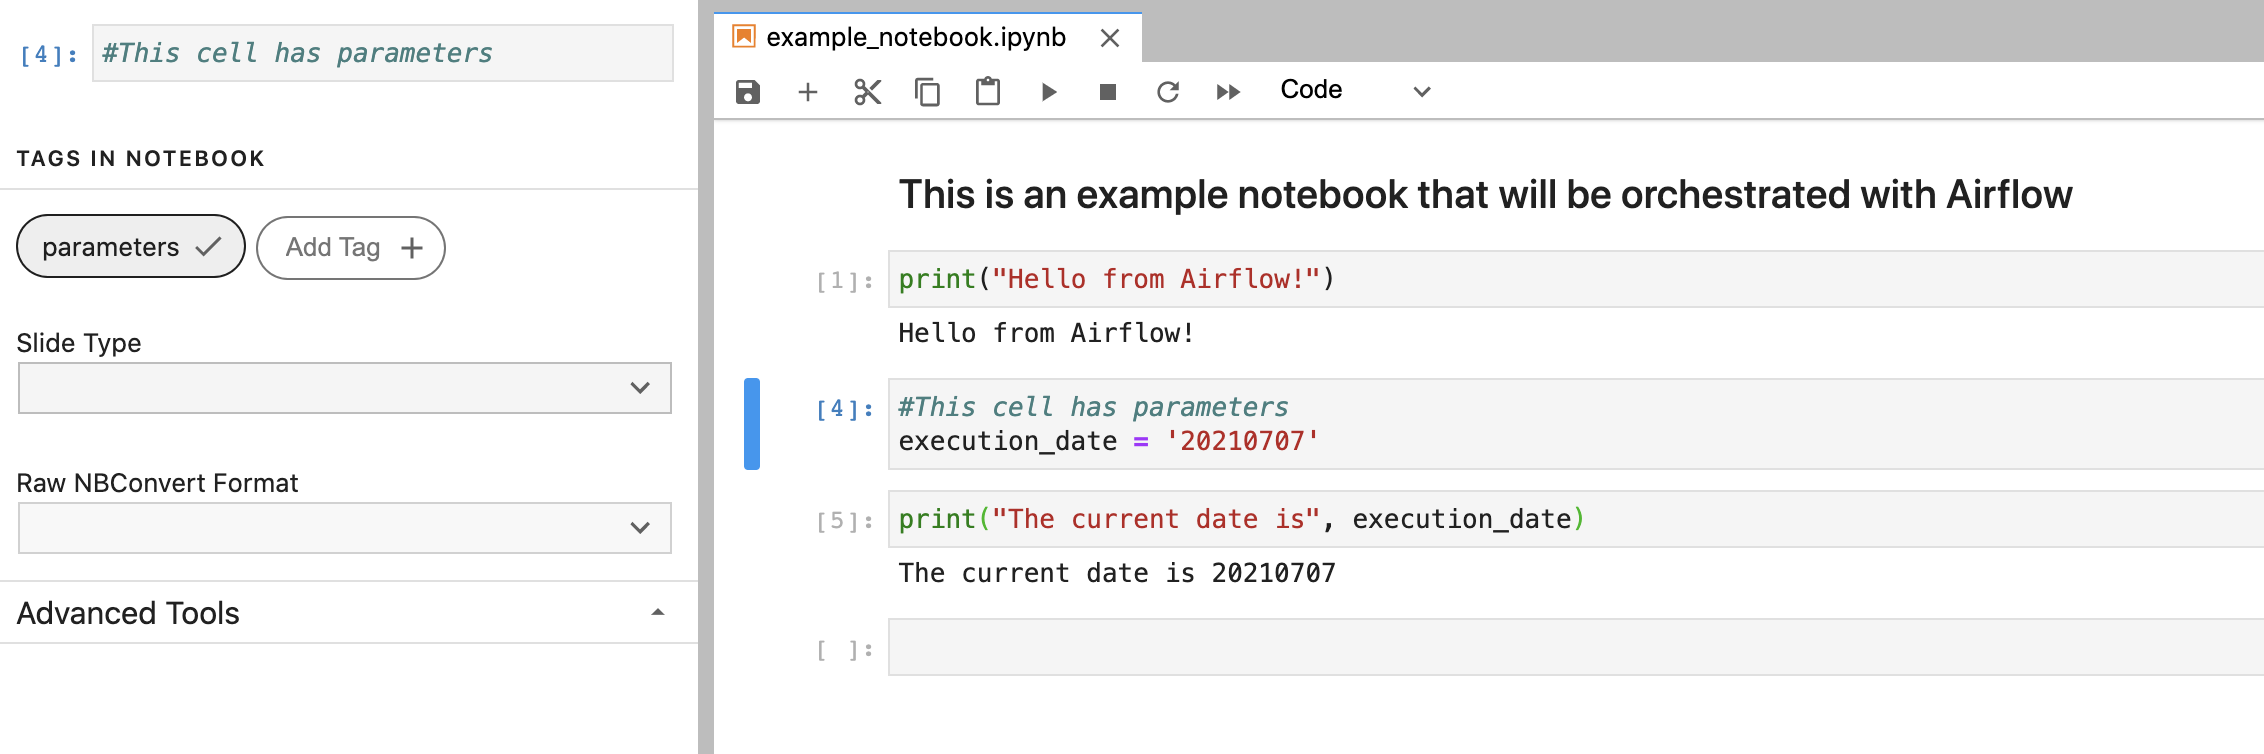 [4]: #This cell has parameters
TAGS IN NOTEBOOK
parameters
Add Tag +
Slide Type
Raw NBConvert Format
Advanced Tools
example_notebook.ipynb
Code
This is an example notebook that will be orchestrated with Airflow
[1]: print("Hello from Airflow!")
Hello from Airflow!
[4]: #This cell has parameters
execution_date = '20210707'
[5]: print("The current date is", execution_date)
The current date is 20210707
[ ]: